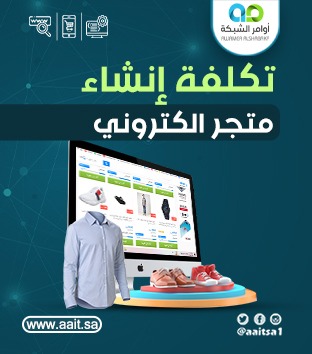 أوامر الشبكة
AWAMER ALSHABAKA
تكلفة إنشاء
متجر الكتروني
www.aait.sa
@aaitsa1